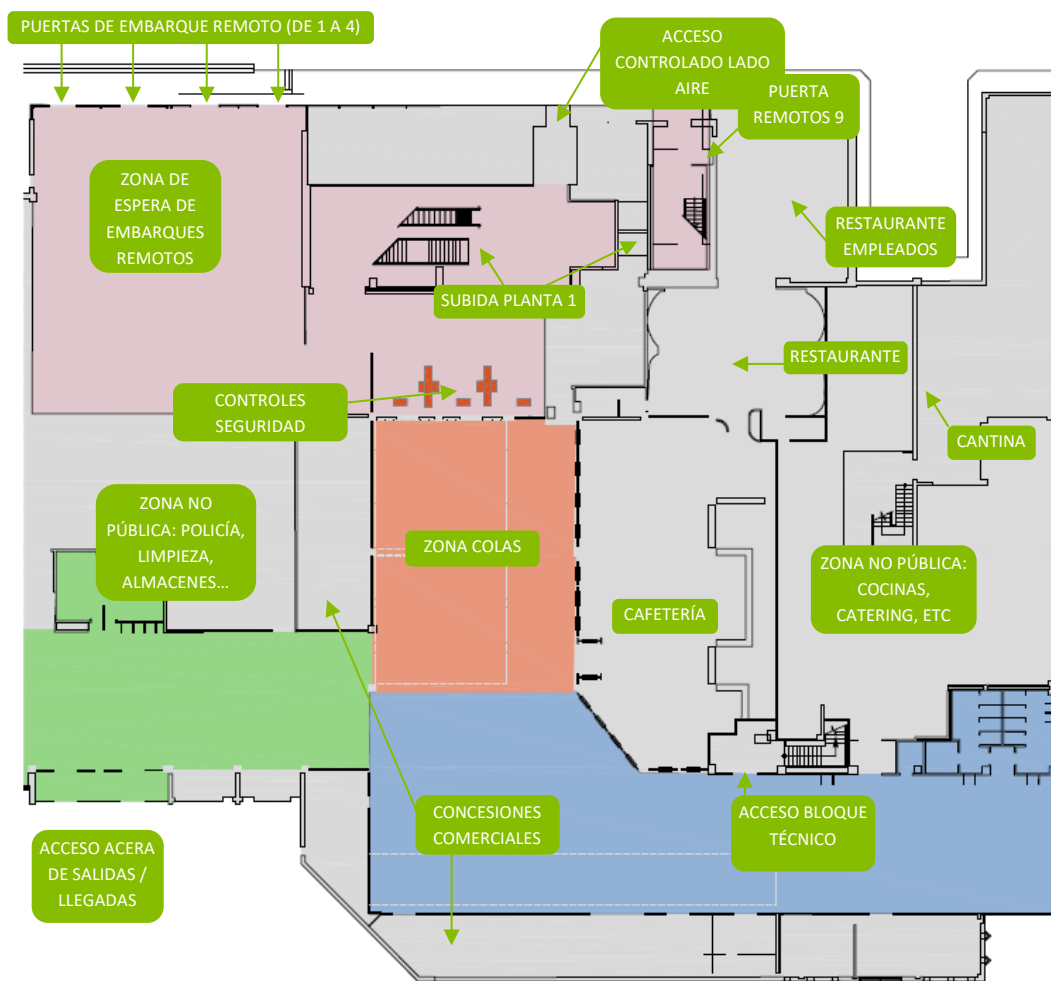 PUERTAS DE EMBARQUE REMOTO (DE 1 A 4)
ACCESO
CONTROLADO LADO
AIRE
PUERTA
REMOTOS 9
ZONA DE
ESPERA DE
EMBARQUES
REMOTOS
RESTAURANTE
EMPLEADOS
SUBIDA PLANTA 1
RESTAURANTE
CONTROLES
SEGURIDAD
CANTINA
ZONA NO
PÚBLICA: POLICÍA,
LIMPIEZA,
ALMACENES…
ZONA COLAS
ZONA NO PÚBLICA:
COCINAS,
CATERING, ETC
CAFETERÍA
CONCESIONES
COMERCIALES
ACCESO BLOQUE
TÉCNICO
ACCESO ACERA
DE SALIDAS /
LLEGADAS